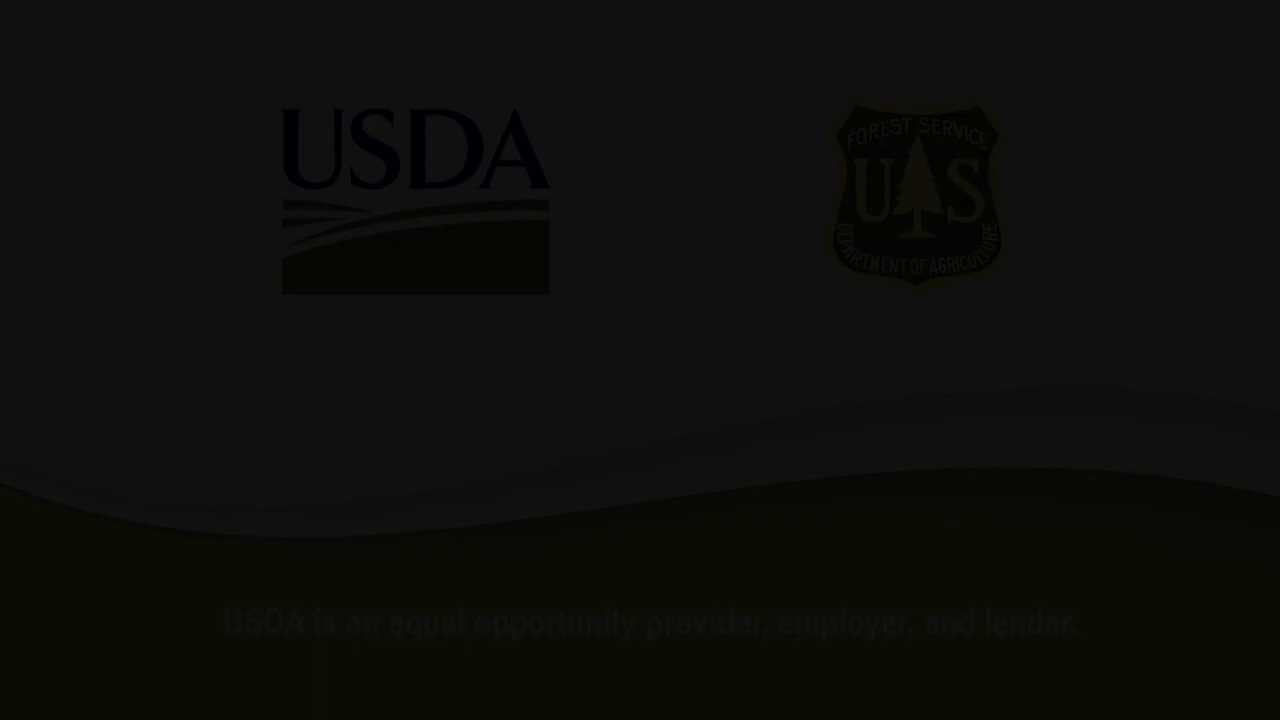 USDA
FOREST SERVICE
U S
DEPARTMENT OF AGRICULTURE
USDA is an equal opportunity provider, employer, and lender.